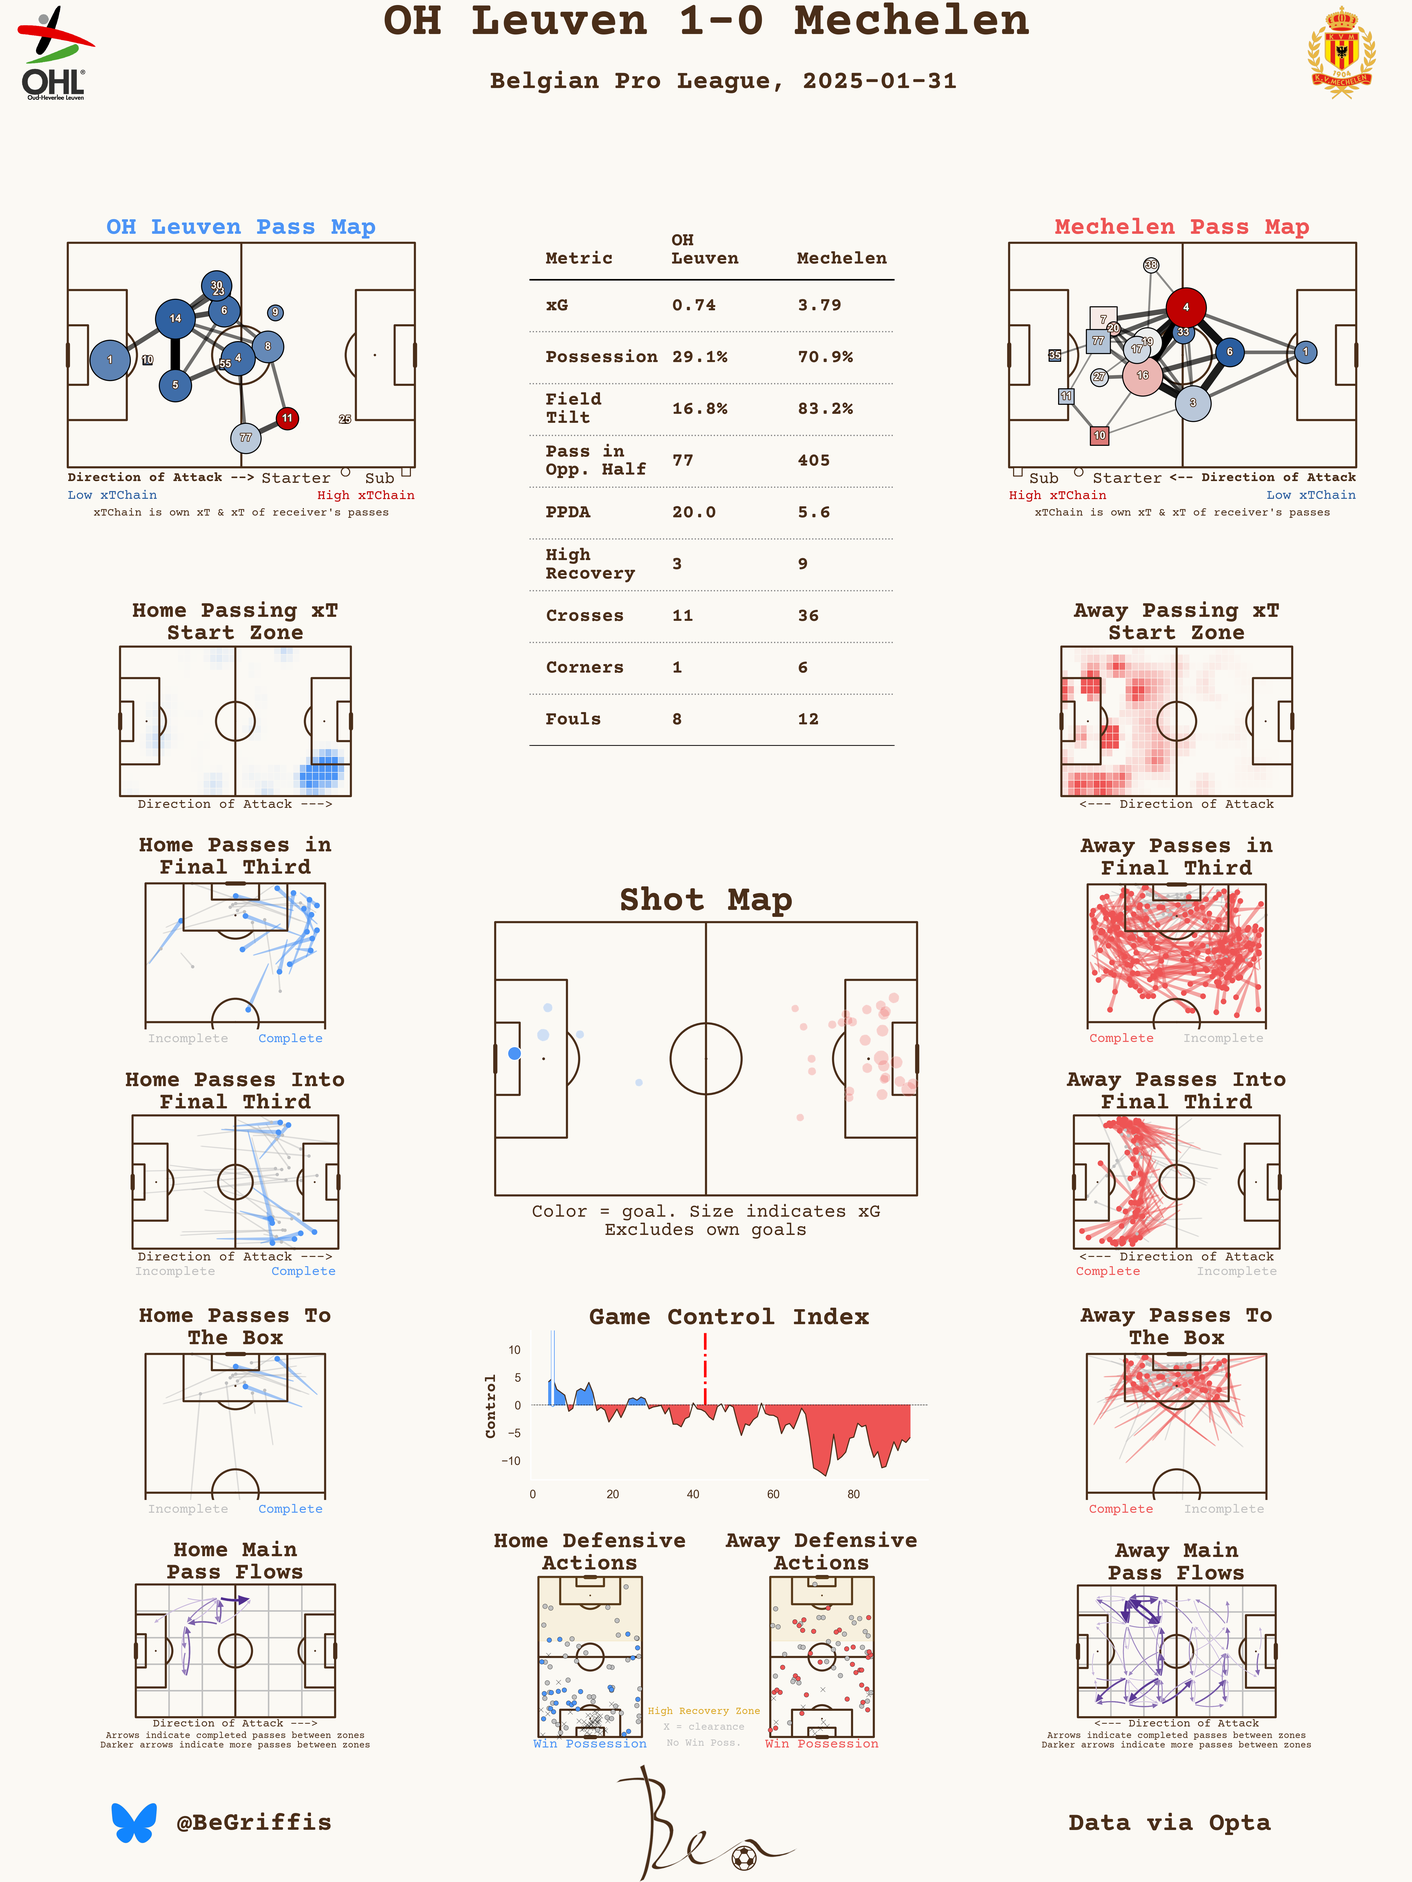 OH Leuven 1-0 Mechelen
Belgian Pro League, 2025-01-31
OHL®
Oud-Heverlee Leuven
K V M
1904
K.V. MECHELEN
OH Leuven Pass Map
30
23
14
6
9
1
10
8
4
55
5
11
25
77
Direction of Attack --> Starter Sub
Low xTChain High xTChain
xTChain is own xT & xT of receiver's passes
Metric OH Leuven Mechelen
xG 0.74 3.79
Possession 29.1% 70.9%
Field Tilt 16.8% 83.2%
Pass in Opp. Half 77 405
PPDA 20.0 5.6
High Recovery 3 9
Crosses 11 36
Corners 1 6
Fouls 8 12
Mechelen Pass Map
38
4
7
20
33
77
19
17
35
6
1
27
16
11
3
10
Sub Starter <-- Direction of Attack
High xTChain Low xTChain
xTChain is own xT & xT of receiver's passes
Home Passing xT
Start Zone
Direction of Attack --->
Away Passing xT
Start Zone
<--- Direction of Attack
Home Passes in
Final Third
Incomplete Complete
Away Passes in
Final Third
Complete Incomplete
Shot Map
Color = goal. Size indicates xG
Excludes own goals
Home Passes Into
Final Third
Direction of Attack --->
Incomplete Complete
Away Passes Into
Final Third
<--- Direction of Attack
Complete Incomplete
Home Passes To
The Box
Incomplete Complete
Game Control Index
Control
10
5
0
−5
−10
0 20 40 60 80
Away Passes To
The Box
Complete Incomplete
Home Main
Pass Flows
Direction of Attack --->
Arrows indicate completed passes between zones
Darker arrows indicate more passes between zones
Home Defensive
Actions
Win Possession
High Recovery Zone
X = clearance
No Win Poss.
Away Defensive
Actions
Win Possession
Away Main
Pass Flows
<--- Direction of Attack
Arrows indicate completed passes between zones
Darker arrows indicate more passes between zones
@BeGriffis
Ben
Data via Opta